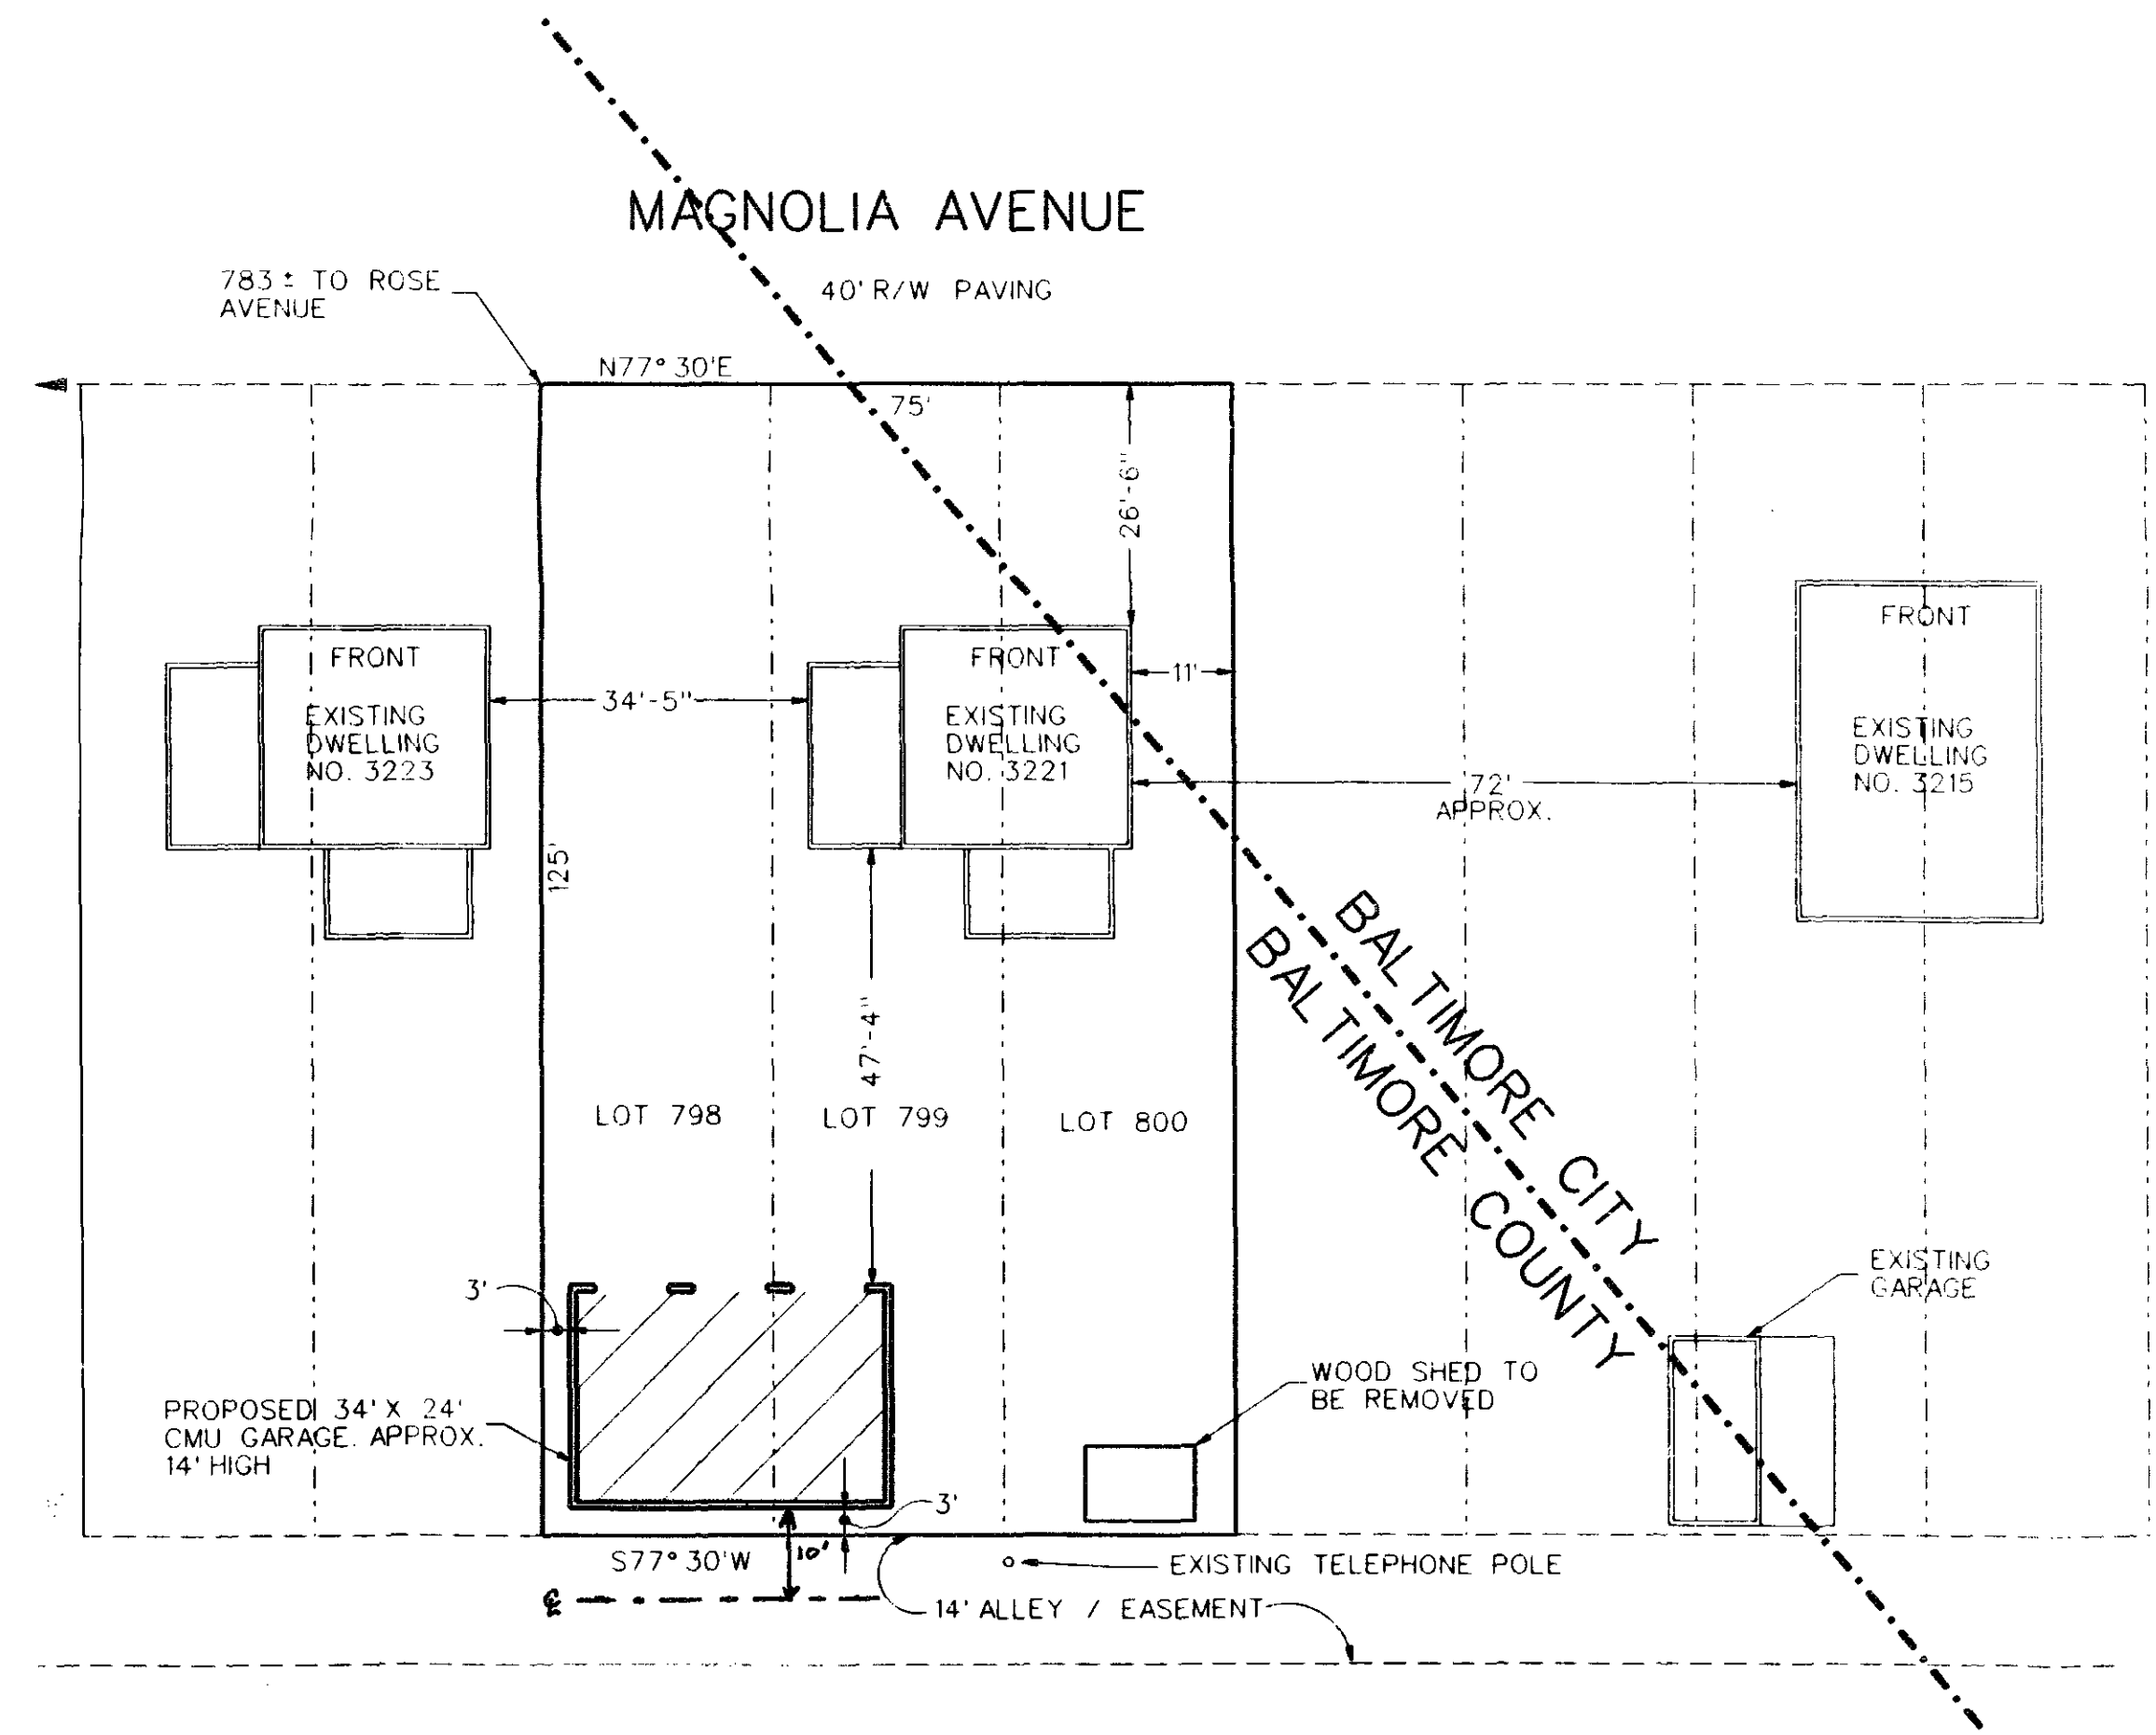 MAGNOLIA AVENUE
783 ± TO ROSE
AVENUE
40' R/W PAVING
N77° 30'E
75'
26'-6"
FRONT
EXISTING
DWELLING
NO. 3223
34'-5"
FRONT
EXISTING
DWELLING
NO. 3221
11'
72'
APPROX.
FRONT
EXISTING
DWELLING
NO. 3215
125'
47'-4"
BALTIMORE CITY
BALTIMORE COUNTY
LOT 798
LOT 799
LOT 800
3'
EXISTING
GARAGE
WOOD SHED TO
BE REMOVED
PROPOSED 34' X 24'
CMU GARAGE. APPROX.
14' HIGH
3'
S77° 30'W
10'
EXISTING TELEPHONE POLE
℄
14' ALLEY / EASEMENT